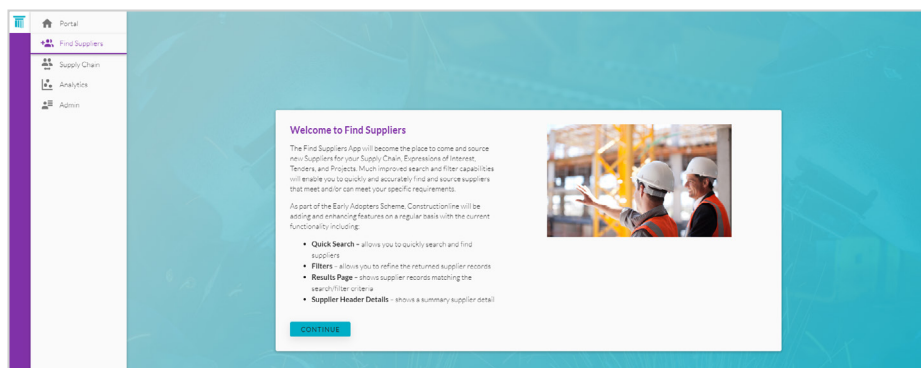 Portal
Find Suppliers
Supply Chain
Analytics
Admin
Welcome to Find Suppliers
The Find Suppliers App will become the place to come and source
new Suppliers for your Supply Chain, Expressions of Interest,
Tenders, and Projects. Much improved search and filter capabilities
will enable you to quickly and accurately find and source suppliers
that meet and/or can meet your specific requirements.
As part of the Early Adopters Scheme, Constructionline will be
adding and enhancing features on a regular basis with the current
functionality including:
• Quick Search – allows you to quickly search and find
suppliers
• Filters – allows you to refine the returned supplier records
• Results Page – shows supplier records matching the
search/filter criteria
• Supplier Header Details – shows a summary supplier detail
CONTINUE